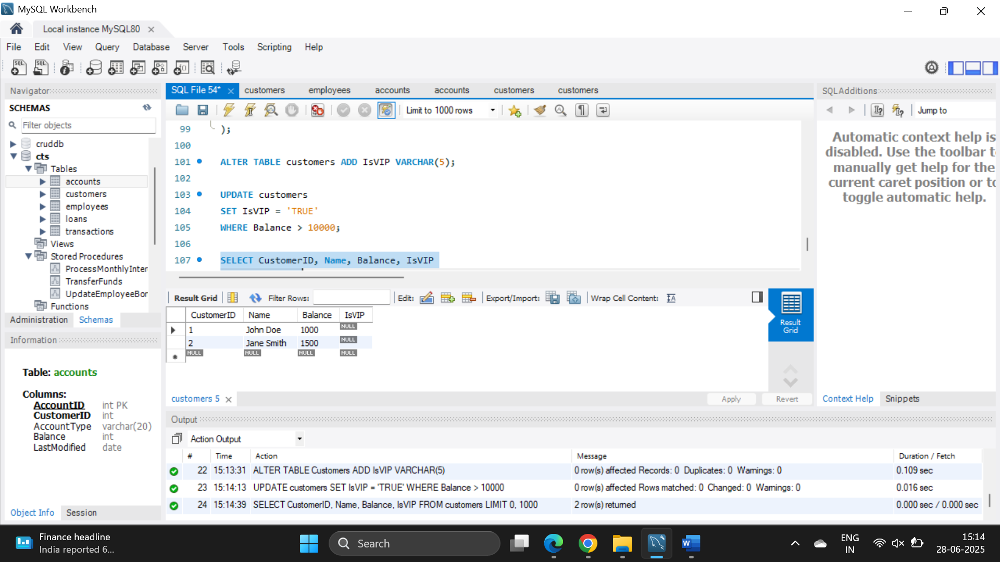 MySQL Workbench
Local instance MySQL80
File Edit View Query Database Server Tools Scripting Help
Navigator
SCHEMAS
Filter objects
cruddb
cts
Tables
accounts
customers
employees
loans
transactions
Views
Stored Procedures
ProcessMonthlyInter
TransferFunds
UpdateEmployeeBor
Functions
Administration Schemas
Information
Table: accounts
Columns:
AccountID int PK
CustomerID int
AccountType varchar(20)
Balance int
LastModified date
Object Info Session
SQL File 54* customers employees accounts accounts customers customers
Limit to 1000 rows
99 );
100
101 ALTER TABLE customers ADD IsVIP VARCHAR(5);
102
103 UPDATE customers
104 SET IsVIP = 'TRUE'
105 WHERE Balance > 10000;
106
107 SELECT CustomerID, Name, Balance, IsVIP
Result Grid Filter Rows: Edit: Export/Import: Wrap Cell Content:
CustomerID Name Balance IsVIP
1 John Doe 1000 NULL
2 Jane Smith 1500 NULL
NULL NULL NULL NULL
Result
Grid
customers 5 Apply Revert
SQLAdditions
Jump to
Automatic context help is
disabled. Use the toolbar
manually get help for the
current caret position or
toggle automatic help.
Context Help Snippets
Output
Action Output
# Time Action Message Duration / Fetch
22 15:13:31 ALTER TABLE Customers ADD IsVIP VARCHAR(5) 0 row(s) affected Records: 0 Duplicates: 0 Warnings: 0 0.109 sec
23 15:14:13 UPDATE customers SET IsVIP = 'TRUE' WHERE Balance > 10000 0 row(s) affected Rows matched: 0 Changed: 0 Warnings: 0 0.016 sec
24 15:14:39 SELECT CustomerID, Name, Balance, IsVIP FROM customers LIMIT 0, 1000 2 row(s) returned 0.000 sec / 0.000 sec
Finance headline
India reported 6...
Search
ENG
IN
15:14
28-06-2025